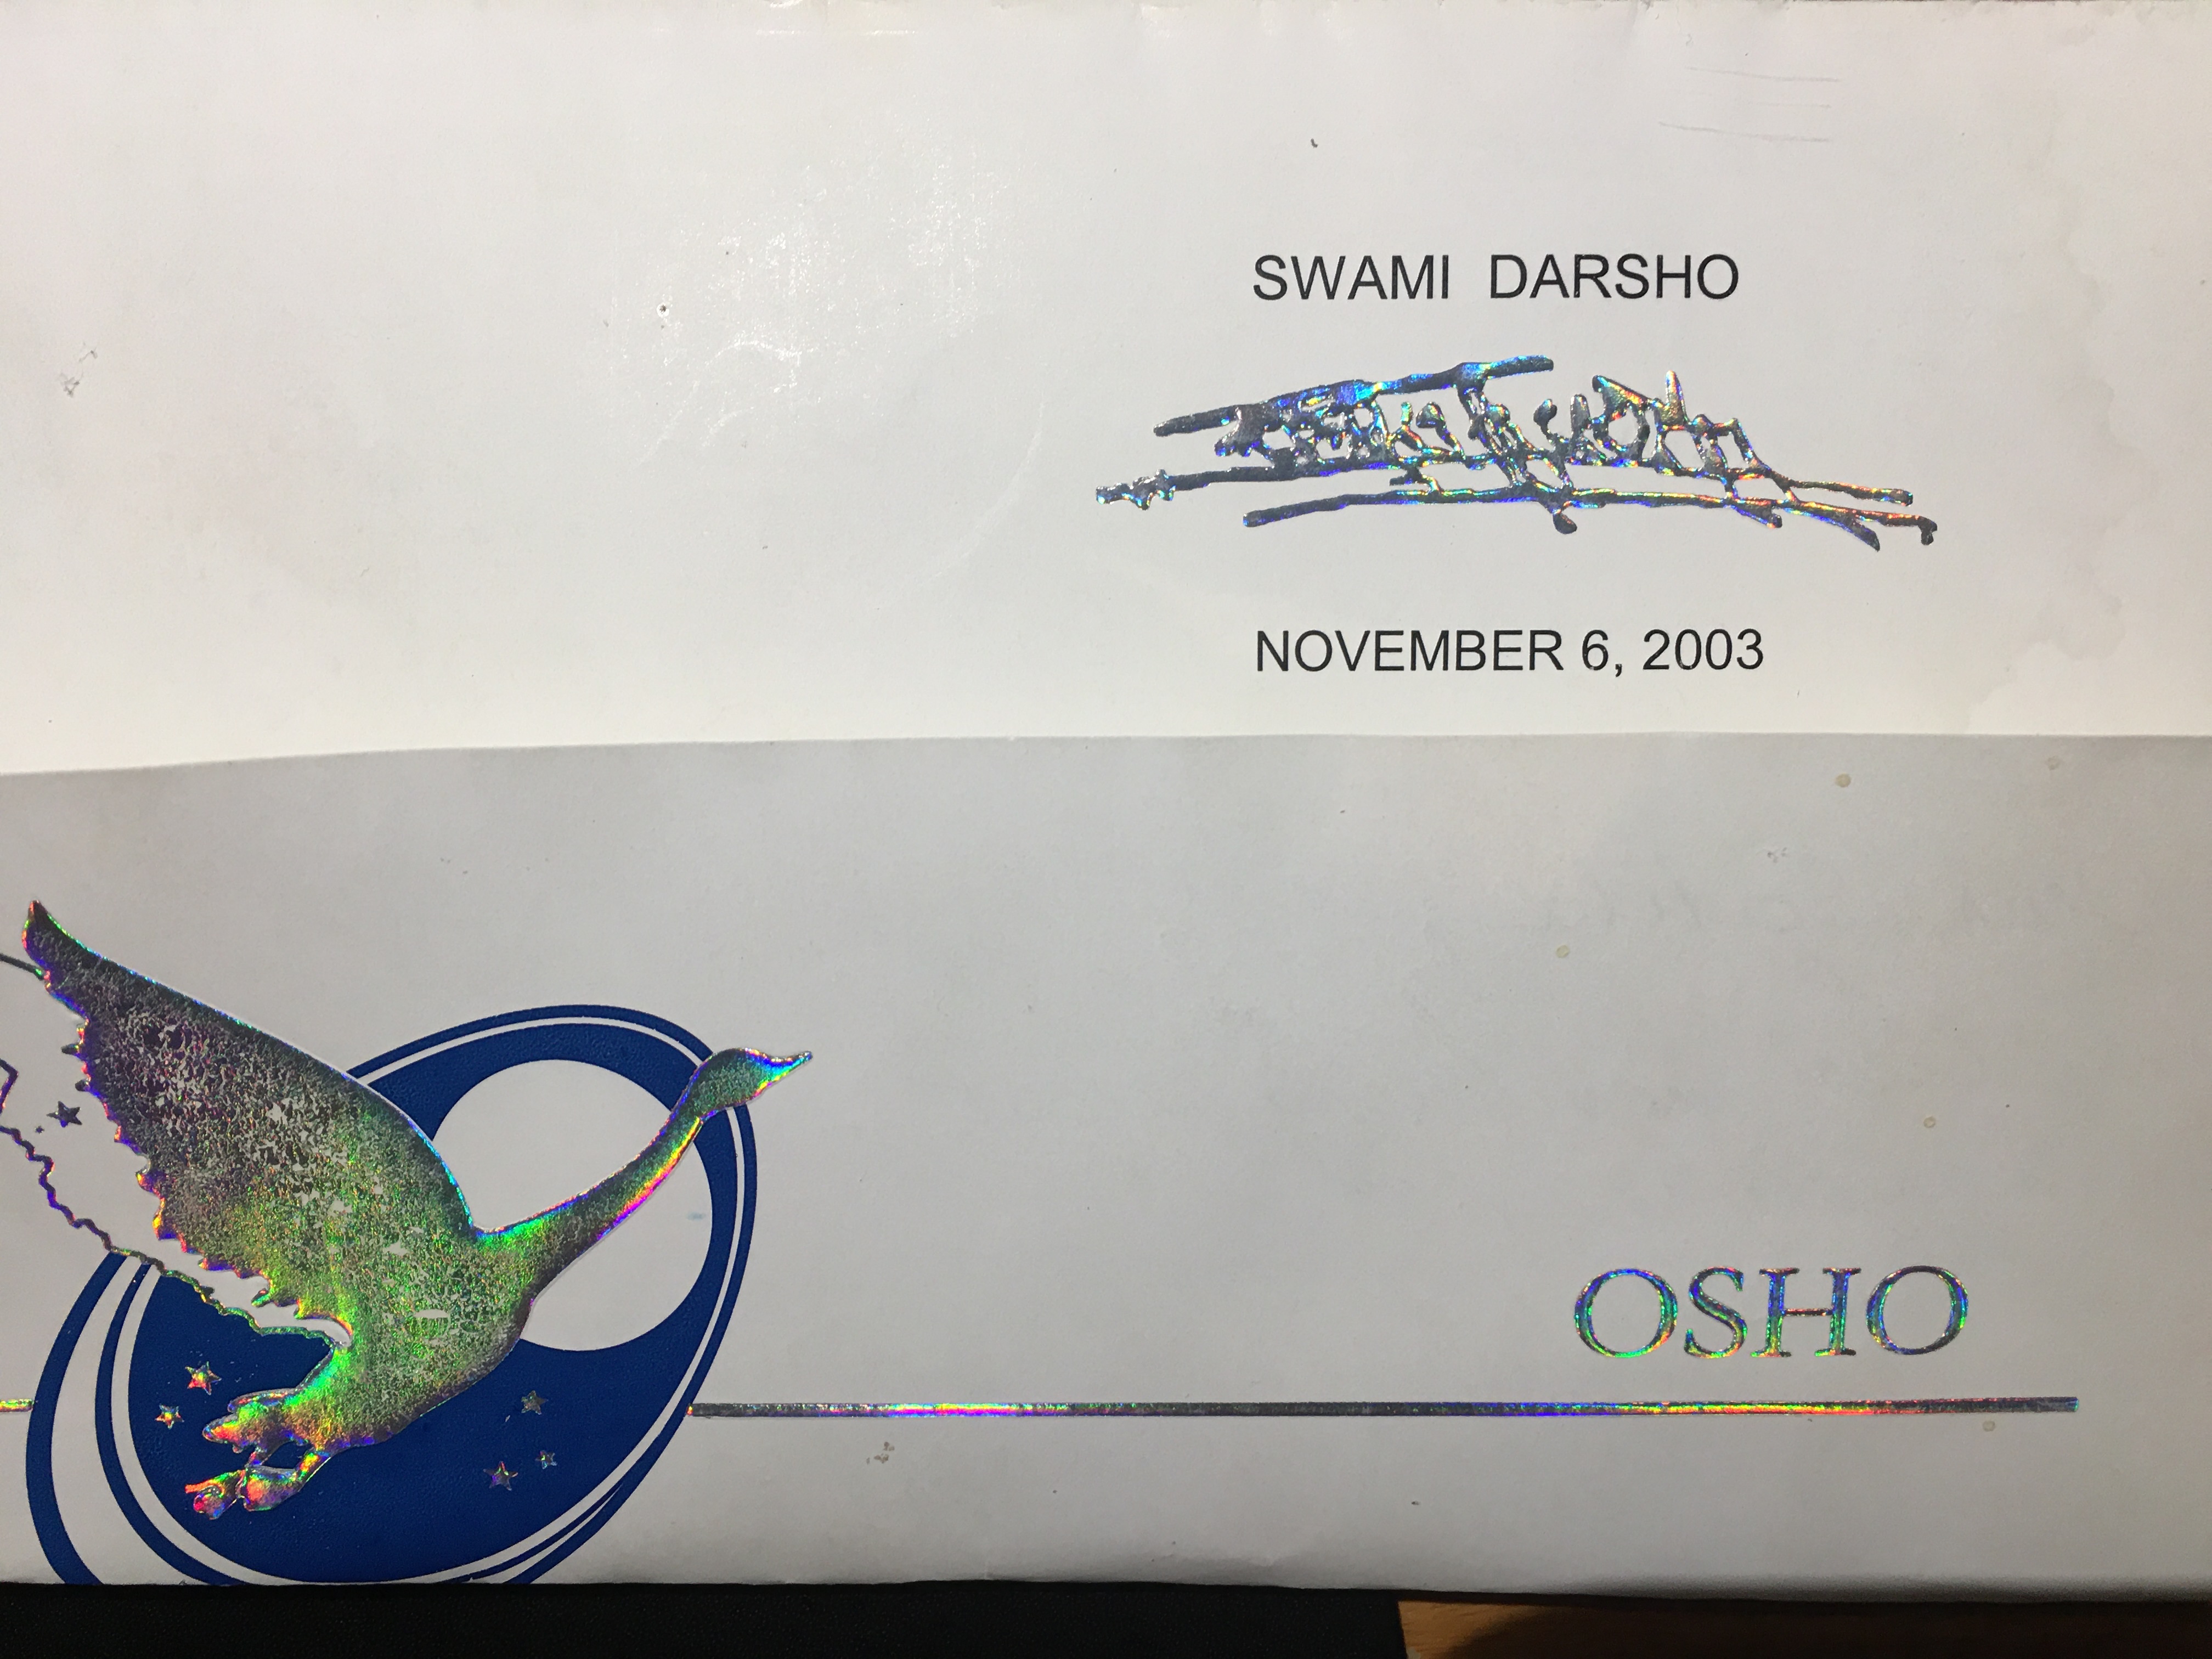 SWAMI DARSHO
NOVEMBER 6, 2003
OSHO